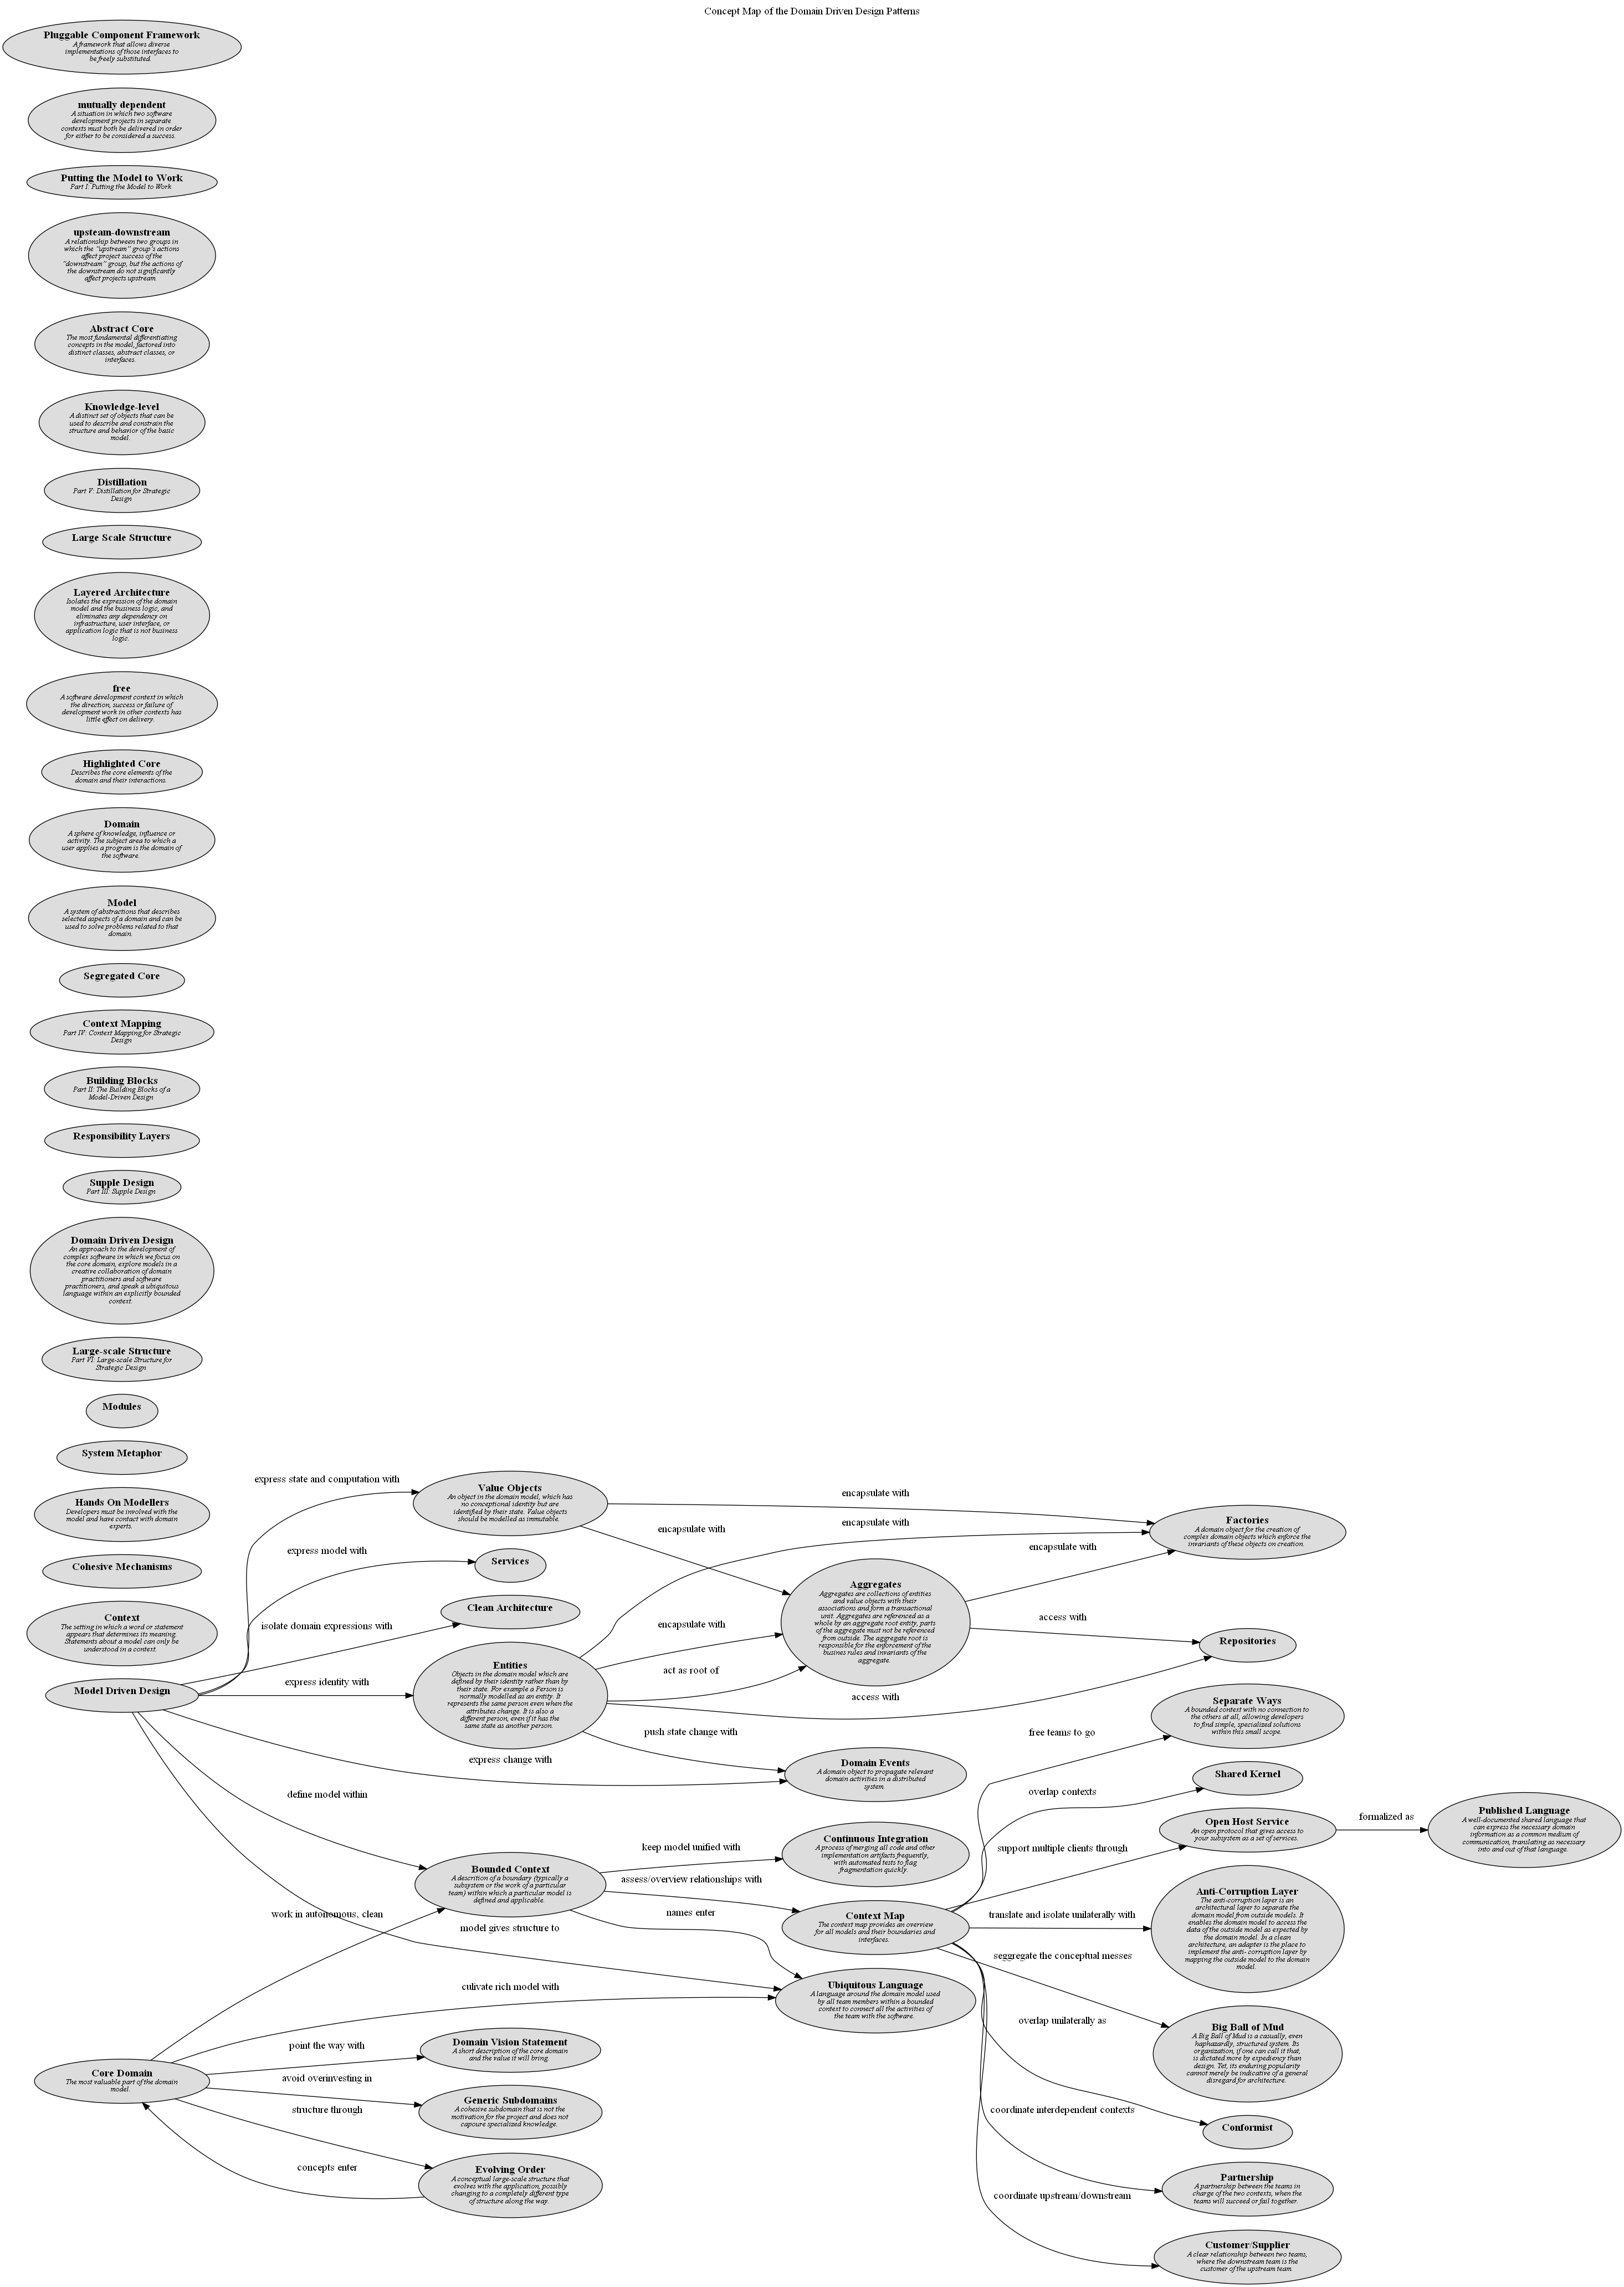 Concept Map of the Domain Driven Design Patterns
Pluggable Component Framework
A framework that allows diverse
implementations of those interfaces to
be freely substituted.
mutually dependent
A situation in which two software
development projects in separate
contexts must both be delivered in order
for either to be considered a success.
Putting the Model to Work
Part I: Putting the Model to Work
upsteam-downstream
A relationship between two groups in
which the "upstream" group's actions
affect project success of the
"downstream" group, but the actions of
the downstream do not significantly
affect projects upstream.
Abstract Core
The most fundamental differentiating
concepts in the model, factored into
distinct classes, abstract classes, or
interfaces.
Knowledge-level
A distinct set of objects that can be
used to describe and constrain the
structure and behavior of the basic
model.
Distillation
Part V: Distillation for Strategic
Design
Large Scale Structure
Layered Architecture
Isolates the expression of the domain
model and the business logic, and
eliminates any dependency on
infrastructure, user interface, or
application logic that is not business
logic.
free
A software development context in which
the direction, success or failure of
development work in other contexts has
little effect on delivery.
Highlighted Core
Describes the core elements of the
domain and their interactions.
Domain
A sphere of knowledge, influence or
activity. The subject area to which a
user applies a program is the domain of
the software.
Model
A system of abstractions that describes
selected aspects of a domain and can be
used to solve problems related to that
domain.
Segregated Core
Context Mapping
Part IV: Context Mapping for Strategic
Design
Building Blocks
Part II: The Building Blocks of a
Model-Driven Design
Responsibility Layers
Supple Design
Part III: Supple Design
Domain Driven Design
An approach to the development of
complex software in which we focus on
the core domain, explore models in a
creative collaboration of domain
practitioners and software
practitioners, and speak a ubiquitous
language within an explicitly bounded
context.
Large-scale Structure
Part VI: Large-scale Structure for
Strategic Design
Modules
System Metaphor
Hands On Modellers
Developers must be involved with the
model and have contact with domain
experts.
Cohesive Mechanisms
Context
The setting in which a word or statement
appears that determines its meaning.
Statements about a model can only be
understood in a context.
Model Driven Design
express state and computation with
express model with
isolate domain expressions with
express identity with
express change with
define model within
work in autonomous, clean
model gives structure to
Value Objects
An object in the domain model, which has
no conceptional identity but are
identified by their state. Value objects
should be modelled as immutable.
Services
Clean Architecture
Entities
Objects in the domain model which are
defined by their identity rather than by
their state. For example a Person is
normally modelled as an entity. It
represents the same person even when the
attributes change. It is also a
different person, even if it has the
same state as another person.
encapsulate with
encapsulate with
encapsulate with
encapsulate with
encapsulate with
act as root of
access with
access with
push state change with
Aggregates
Aggregates are collections of entities
and value objects with their
associations and form a transactional
unit. Aggregates are referenced as a
whole by an aggregate root entity, parts
of the aggregate must not be referenced
from outside. The aggregate root is
responsible for the enforcement of the
busines rules and invariants of the
aggregate.
Factories
A domain object for the creation of
complex domain objects which enforce the
invariants of these objects on creation.
Repositories
Domain Events
A domain object to propagate relevant
domain activities in a distributed
system.
Bounded Context
A descrition of a boundary (typically a
subsystem or the work of a particular
team) within which a particular model is
defined and applicable.
keep model unified with
assess/overview relationships with
names enter
Continuous Integration
A process of merging all code and other
implementation artifacts frequently,
with automated tests to flag
fragmentation quickly.
Context Map
The context map provides an overview
for all models and their boundaries and
interfaces.
Ubiquitous Language
A language around the domain model used
by all team members within a bounded
context to connect all the activities of
the team with the software.
free teams to go
overlap contexts
support multiple clients through
translate and isolate unilaterally with
seggregate the conceptual messes
overlap unilaterally as
coordinate interdependent contexts
coordinate upstream/downstream
Separate Ways
A bounded context with no connection to
the others at all, allowing developers
to find simple, specialized solutions
within this small scope.
Shared Kernel
Open Host Service
An open protocol that gives access to
your subsystem as a set of services.
formalized as
Published Language
A well-documented shared language that
can express the necessary domain
information as a common medium of
communication, translating as necessary
into and out of that language.
Anti-Corruption Layer
The anti-corruption layer is an
architectural layer to separate the
domain model from outside models. It
enables the domain model to access the
data of the outside model as expected by
the domain model. In a clean
architecture, an adapter is the place to
implement the anti- corruption layer by
mapping the outside model to the domain
model.
Big Ball of Mud
A Big Ball of Mud is a casually, even
haphazardly, structured system. Its
organization, if one can call it that,
is dictated more by expediency than
design. Yet, its enduring popularity
cannot merely be indicative of a general
disregard for architecture.
Conformist
Partnership
A partnership between the teams in
charge of the two contexts, when the
teams will succeed or fail together.
Customer/Supplier
A clear relationship between two teams,
where the downstream team is the
customer of the upstream team.
Core Domain
The most valuable part of the domain
model.
culivate rich model with
point the way with
avoid overinvesting in
structure through
concepts enter
Domain Vision Statement
A short description of the core domain
and the value it will bring.
Generic Subdomains
A cohesive subdomain that is not the
motivation for the project and does not
capoure specialized knowledge.
Evolving Order
A conceptual large-scale structure that
evolves with the application, possibly
changing to a completely different type
of structure along the way.